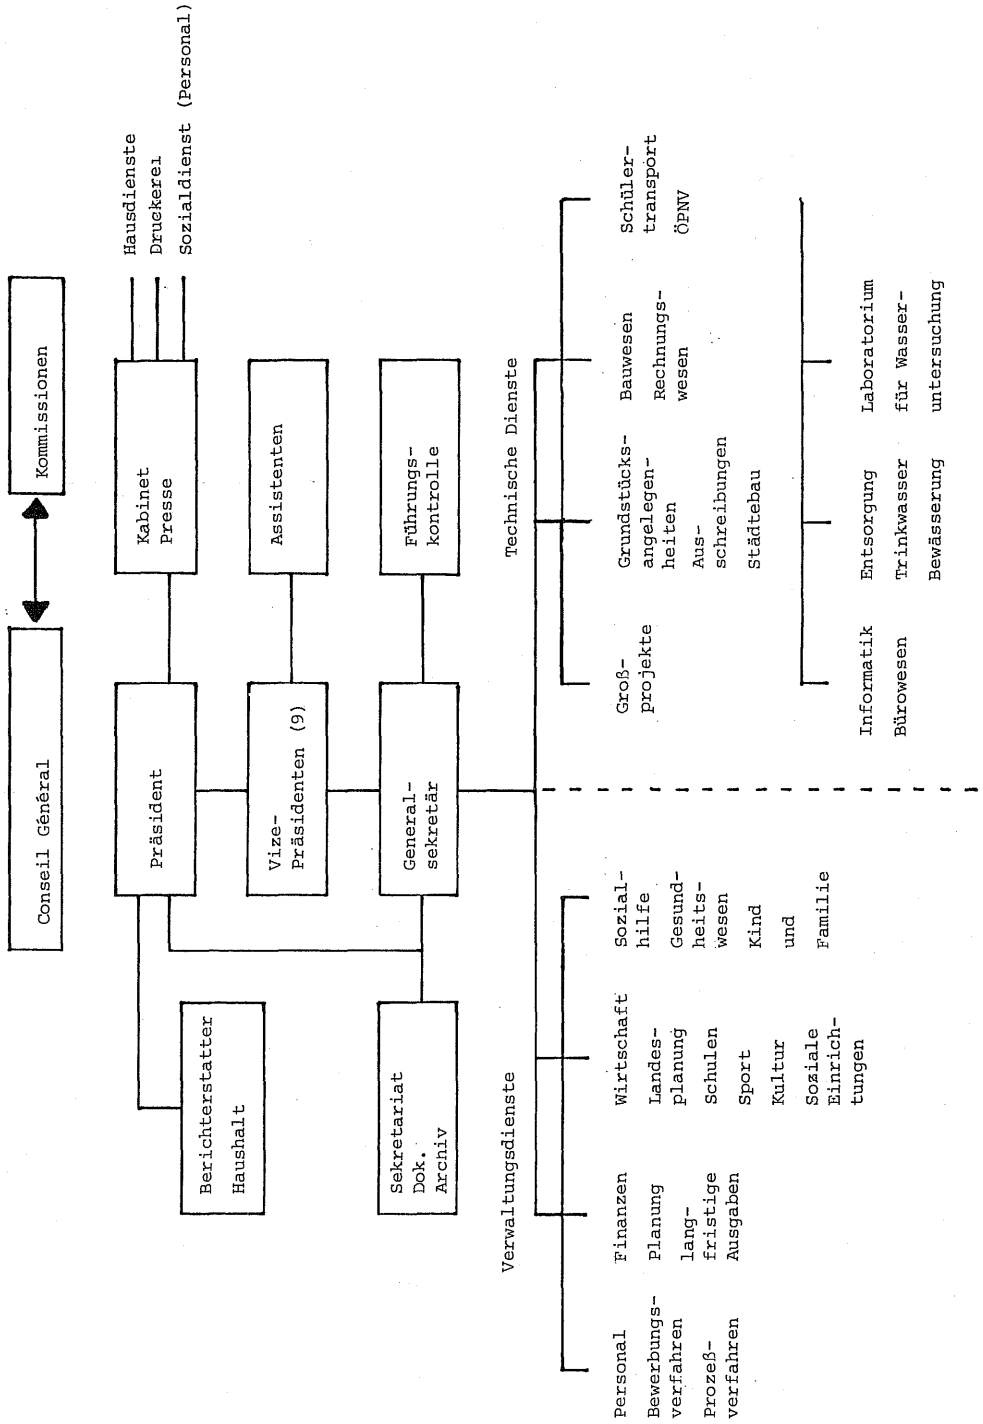 Conseil Général
Kommissionen
Präsident
Kabinet
Presse
Hausdienste
Druckerei
Sozialdienst (Personal)
Berichterstatter
Haushalt
Vize-
Präsidenten (9)
Assistenten
Sekretariat
Dok.
Archiv
General-
sekretär
Führungs-
kontrolle
Verwaltungsdienste
Technische Dienste
Personal
Bewerbungs-
verfahren
Prozeß-
verfahren
Finanzen
Planung
lang-
fristige
Ausgaben
Wirtschaft
Landes-
planung
Schulen
Sport
Kultur
Soziale
Einrich-
tungen
Sozial-
hilfe
Gesund-
heits-
wesen
Kind
und
Familie
Groß-
projekte
Grundstücks-
angelegen-
heiten
Aus-
schreibungen
Städtebau
Bauwesen
Rechnungs-
wesen
Schüler-
transport
ÖPNV
Informatik
Bürowesen
Entsorgung
Trinkwasser
Bewässerung
Laboratorium
für Wasser-
untersuchung